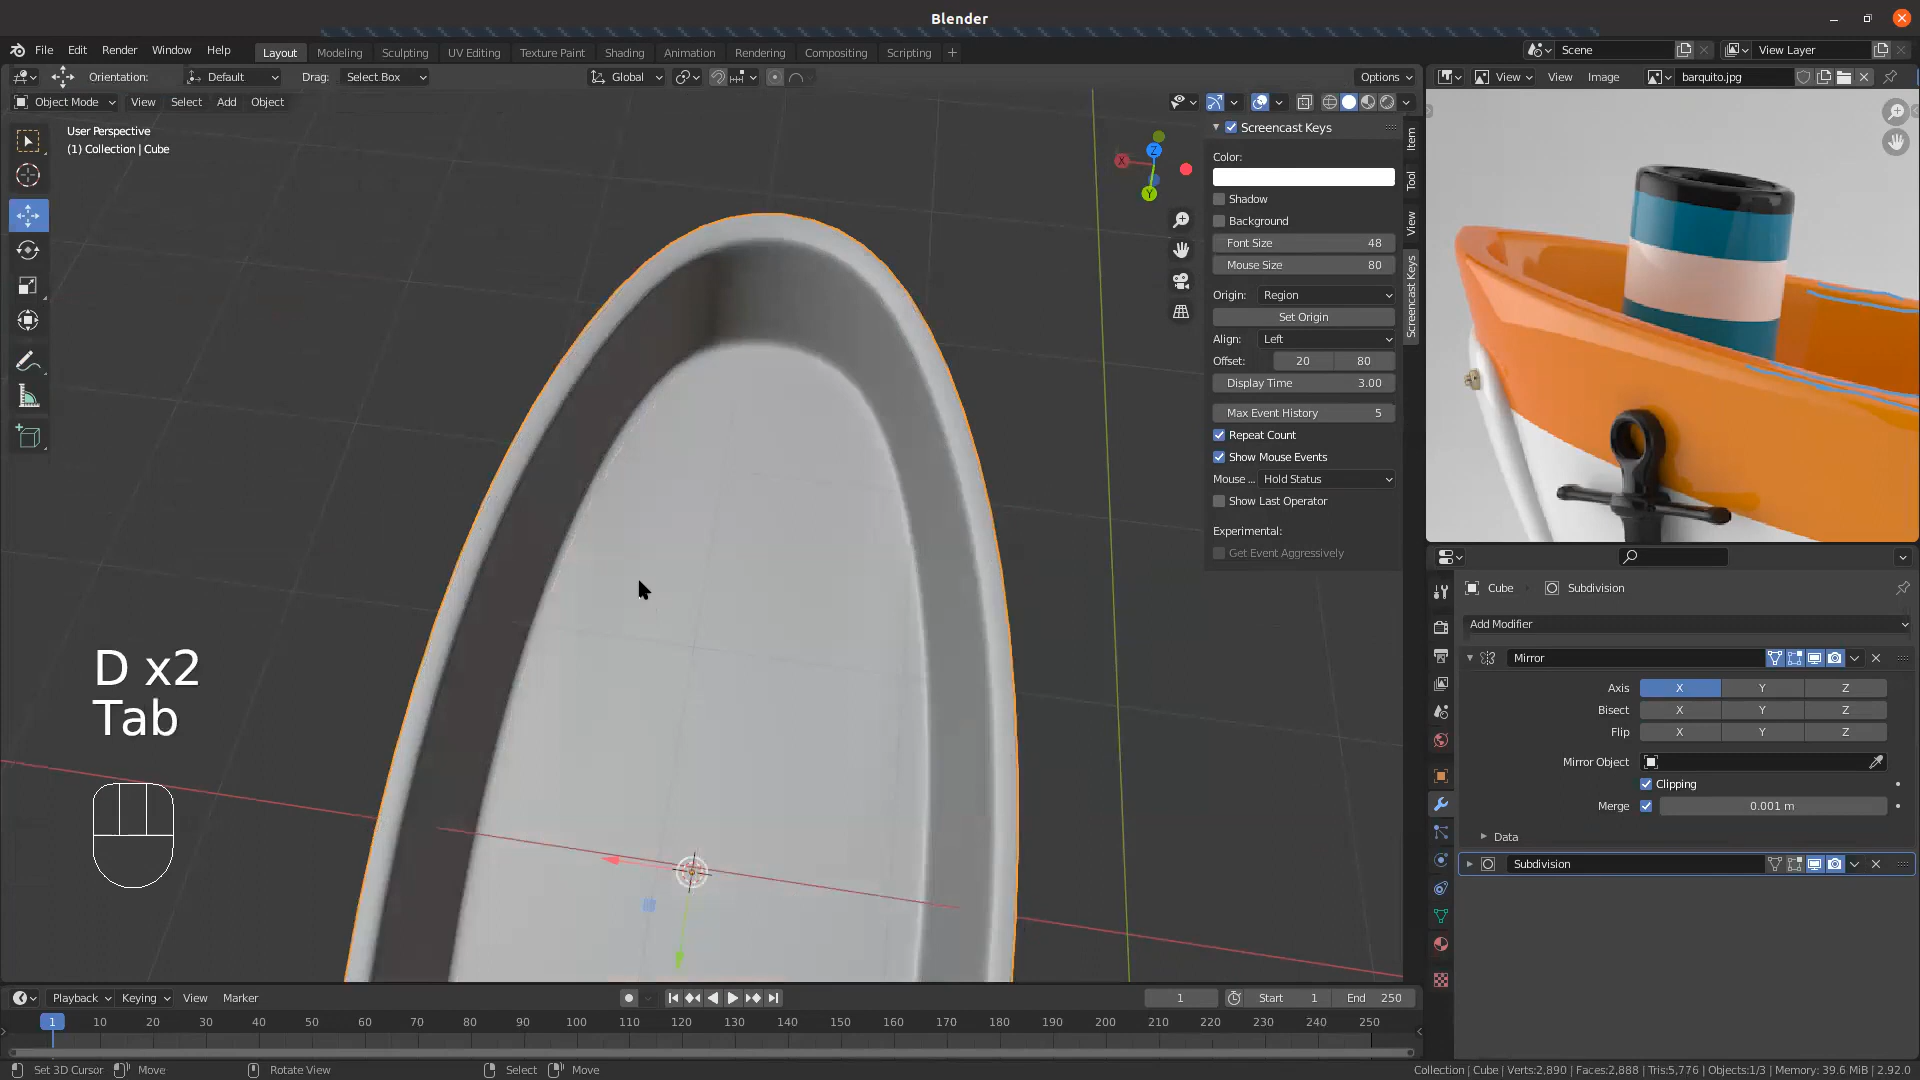 Blender
File Edit Render Window Help
Layout Modeling Sculpting UV Editing Texture Paint Shading Animation Rendering Compositing Scripting +
Scene View Layer
Orientation: Default Drag: Select Box Global Options
View View Image barquito.jpg
Object Mode View Select Add Object
User Perspective
(1) Collection | Cube
Screencast Keys
Color:
Shadow
Background
Font Size 48
Mouse Size 80
Origin: Region
Set Origin
Align: Left
Offset: 20 80
Display Time 3.00
Max Event History 5
Repeat Count
Show Mouse Events
Mouse ... Hold Status
Show Last Operator
Experimental:
Get Event Aggressively
Item
Tool
View
Screencast Keys
X
Y
Z
D x2
Tab
Cube Subdivision
Add Modifier
Mirror
Axis X Y Z
Bisect X Y Z
Flip X Y Z
Mirror Object
Clipping
Merge 0.001 m
Data
Subdivision
Playback Keying View Marker 1 Start 1 End 250
1 10 20 30 40 50 60 70 80 90 100 110 120 130 140 150 160 170 180 190 200 210 220 230 240 250
Set 3D Cursor Move Rotate View Select Move Collection | Cube | Verts:2,890 | Faces:2,888 | Tris:5,776 | Objects:1/3 | Memory: 39.6 MiB | 2.92.0